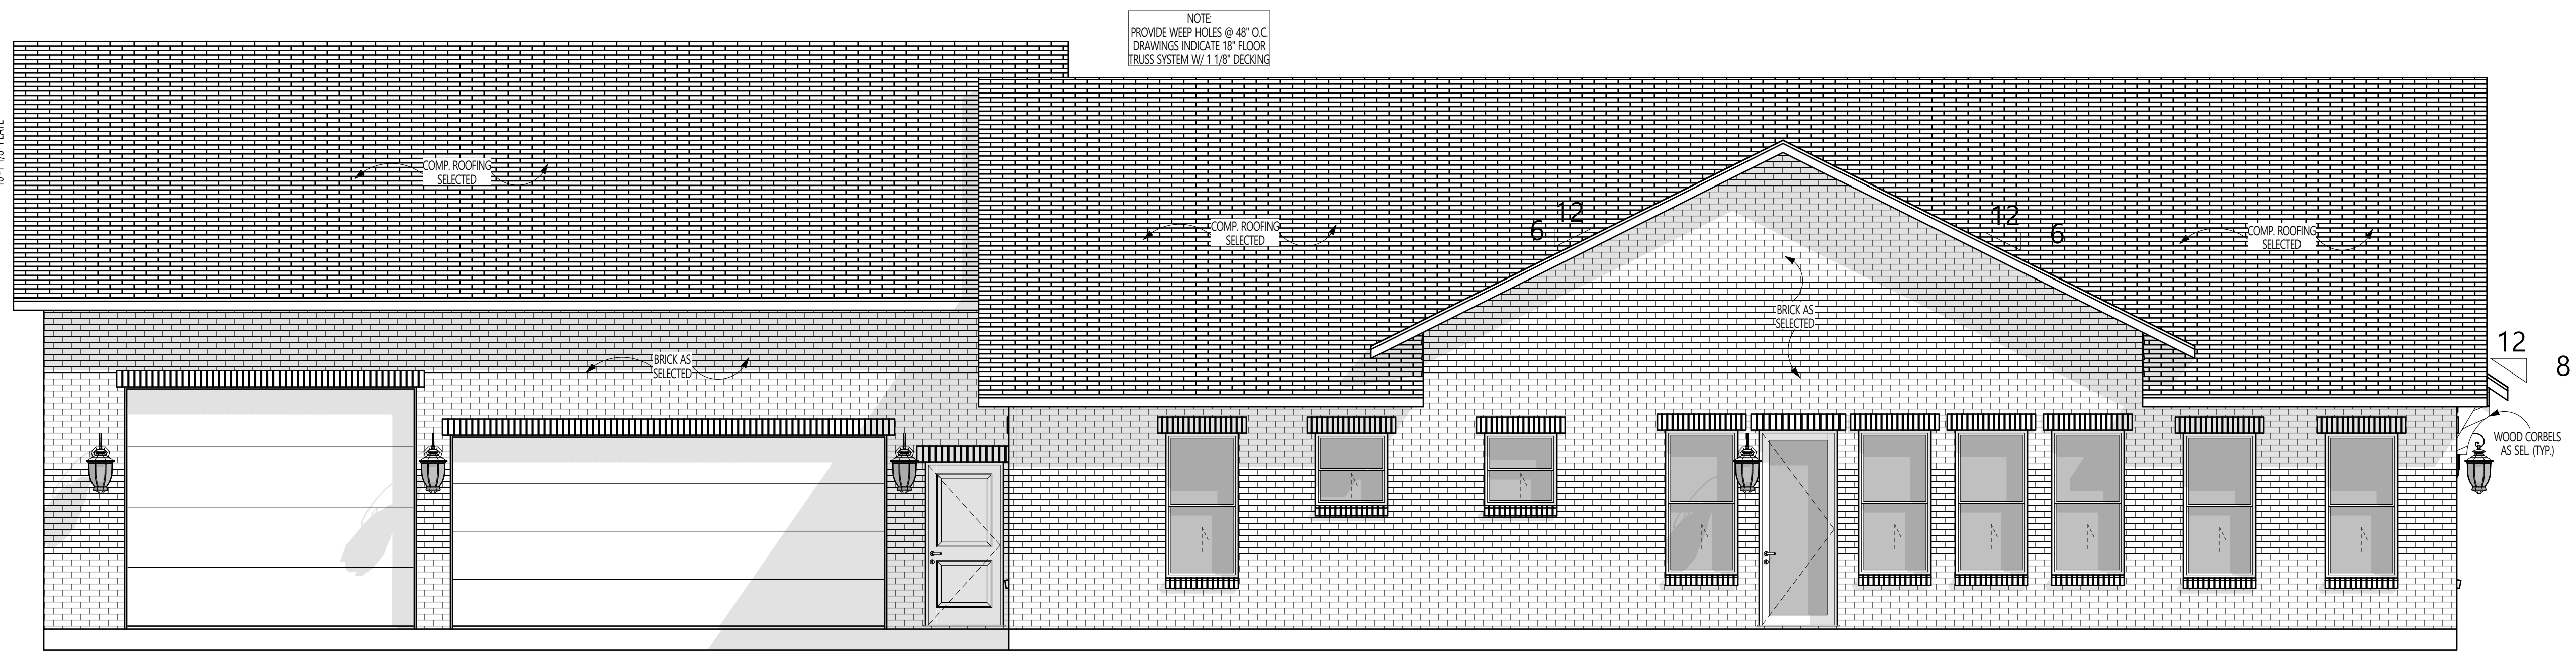 NOTE:
PROVIDE WEEP HOLES @ 48" O.C.
DRAWINGS INDICATE 18" FLOOR
TRUSS SYSTEM W/ 1 1/8" DECKING
COMP. ROOFING
SELECTED
COMP. ROOFING
SELECTED
12
6
12
6
COMP. ROOFING
SELECTED
BRICK AS
SELECTED
BRICK AS
SELECTED
12
8
WOOD CORBELS
AS SEL. (TYP.)